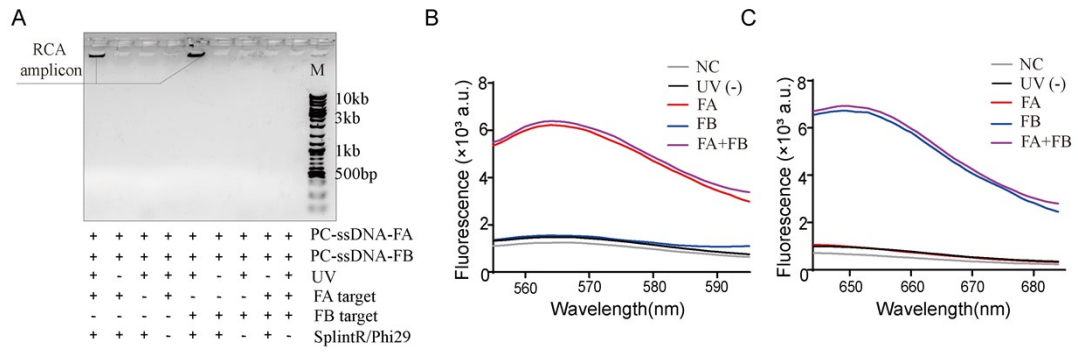 A
RCA
amplicon
M
10kb
3kb
1kb
500bp
+ + + + + + + + + PC-ssDNA-FA
+ + + + + + + + + PC-ssDNA-FB
+ - + + + - + - + UV
+ + - + - - - + + FA target
- - - - + + + + + FB target
+ + + - + + - + - SplintR/Phi29
B
Fluorescence (×10³ a.u.)
8
6
4
2
0
560 570 580 590
Wavelength(nm)
NC
UV (-)
FA
FB
FA+FB
C
Fluorescence (×10³ a.u.)
8
6
4
2
0
650 660 670 680
Wavelength(nm)
NC
UV (-)
FA
FB
FA+FB